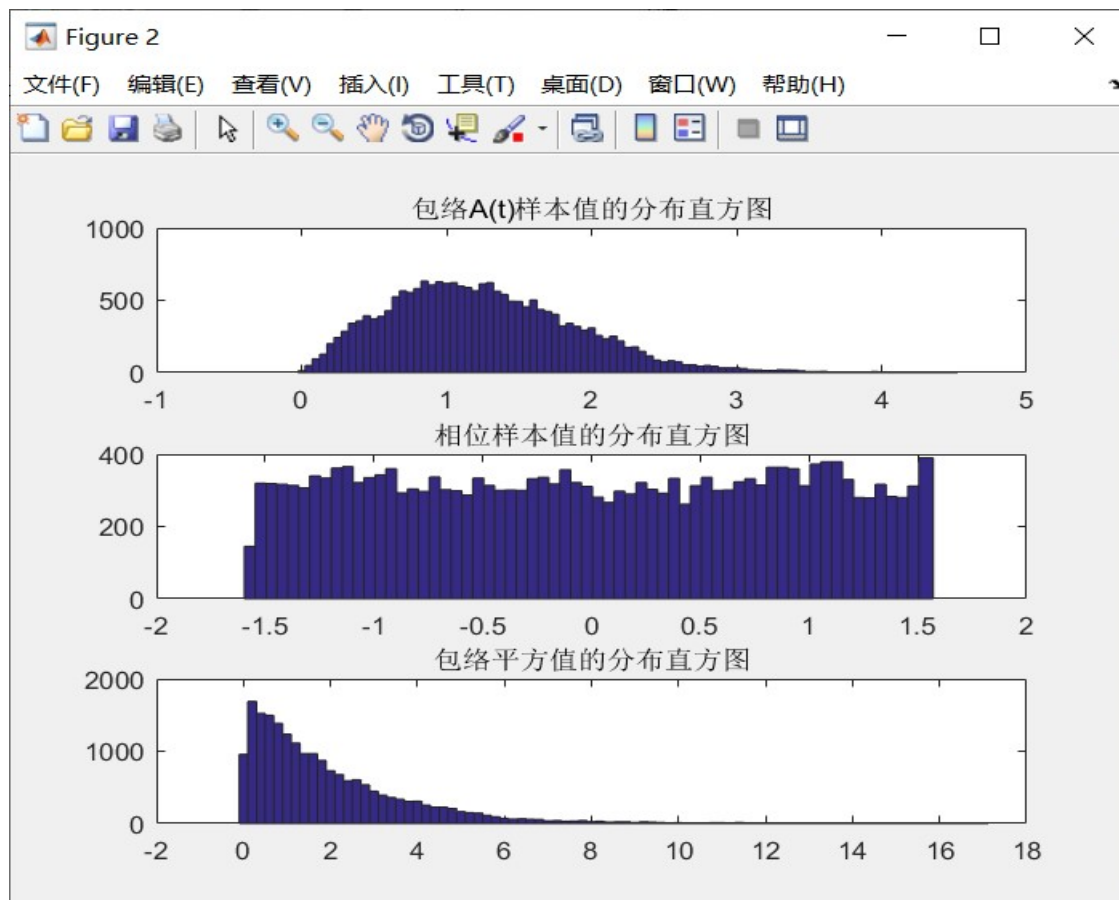 Figure 2
文件(F) 编辑(E) 查看(V) 插入(I) 工具(T) 桌面(D) 窗口(W) 帮助(H)
包络A(t)样本值的分布直方图
1000
500
0
-1 0 1 2 3 4 5
相位样本值的分布直方图
400
200
0
-2 -1.5 -1 -0.5 0 0.5 1 1.5 2
包络平方值的分布直方图
2000
1000
0
-2 0 2 4 6 8 10 12 14 16 18